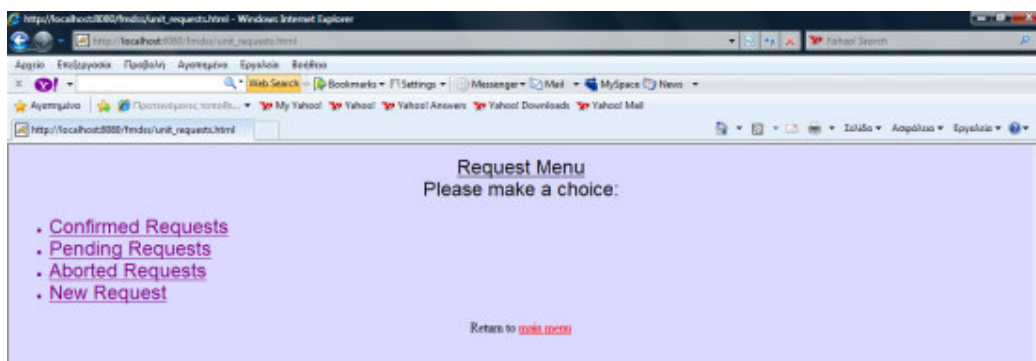 http://localhost:8080/fmdss/unit_requests.html - Windows Internet Explorer
http://localhost:8080/fmdss/unit_requests.html Yahoo! Search
Αρχείο Επεξεργασία Προβολή Αγαπημένα Εργαλεία Βοήθεια
Web Search Bookmarks Settings Messenger Mail MySpace News
Αγαπημένα Προτεινόμενες τοποθε... My Yahoo! Yahoo! Yahoo! Answers Yahoo! Downloads Yahoo! Mail
http://localhost:8080/fmdss/unit_requests.html Σελίδα Ασφάλεια Εργαλεία
Request Menu
Please make a choice:
• Confirmed Requests
• Pending Requests
• Aborted Requests
• New Request
Return to main menu